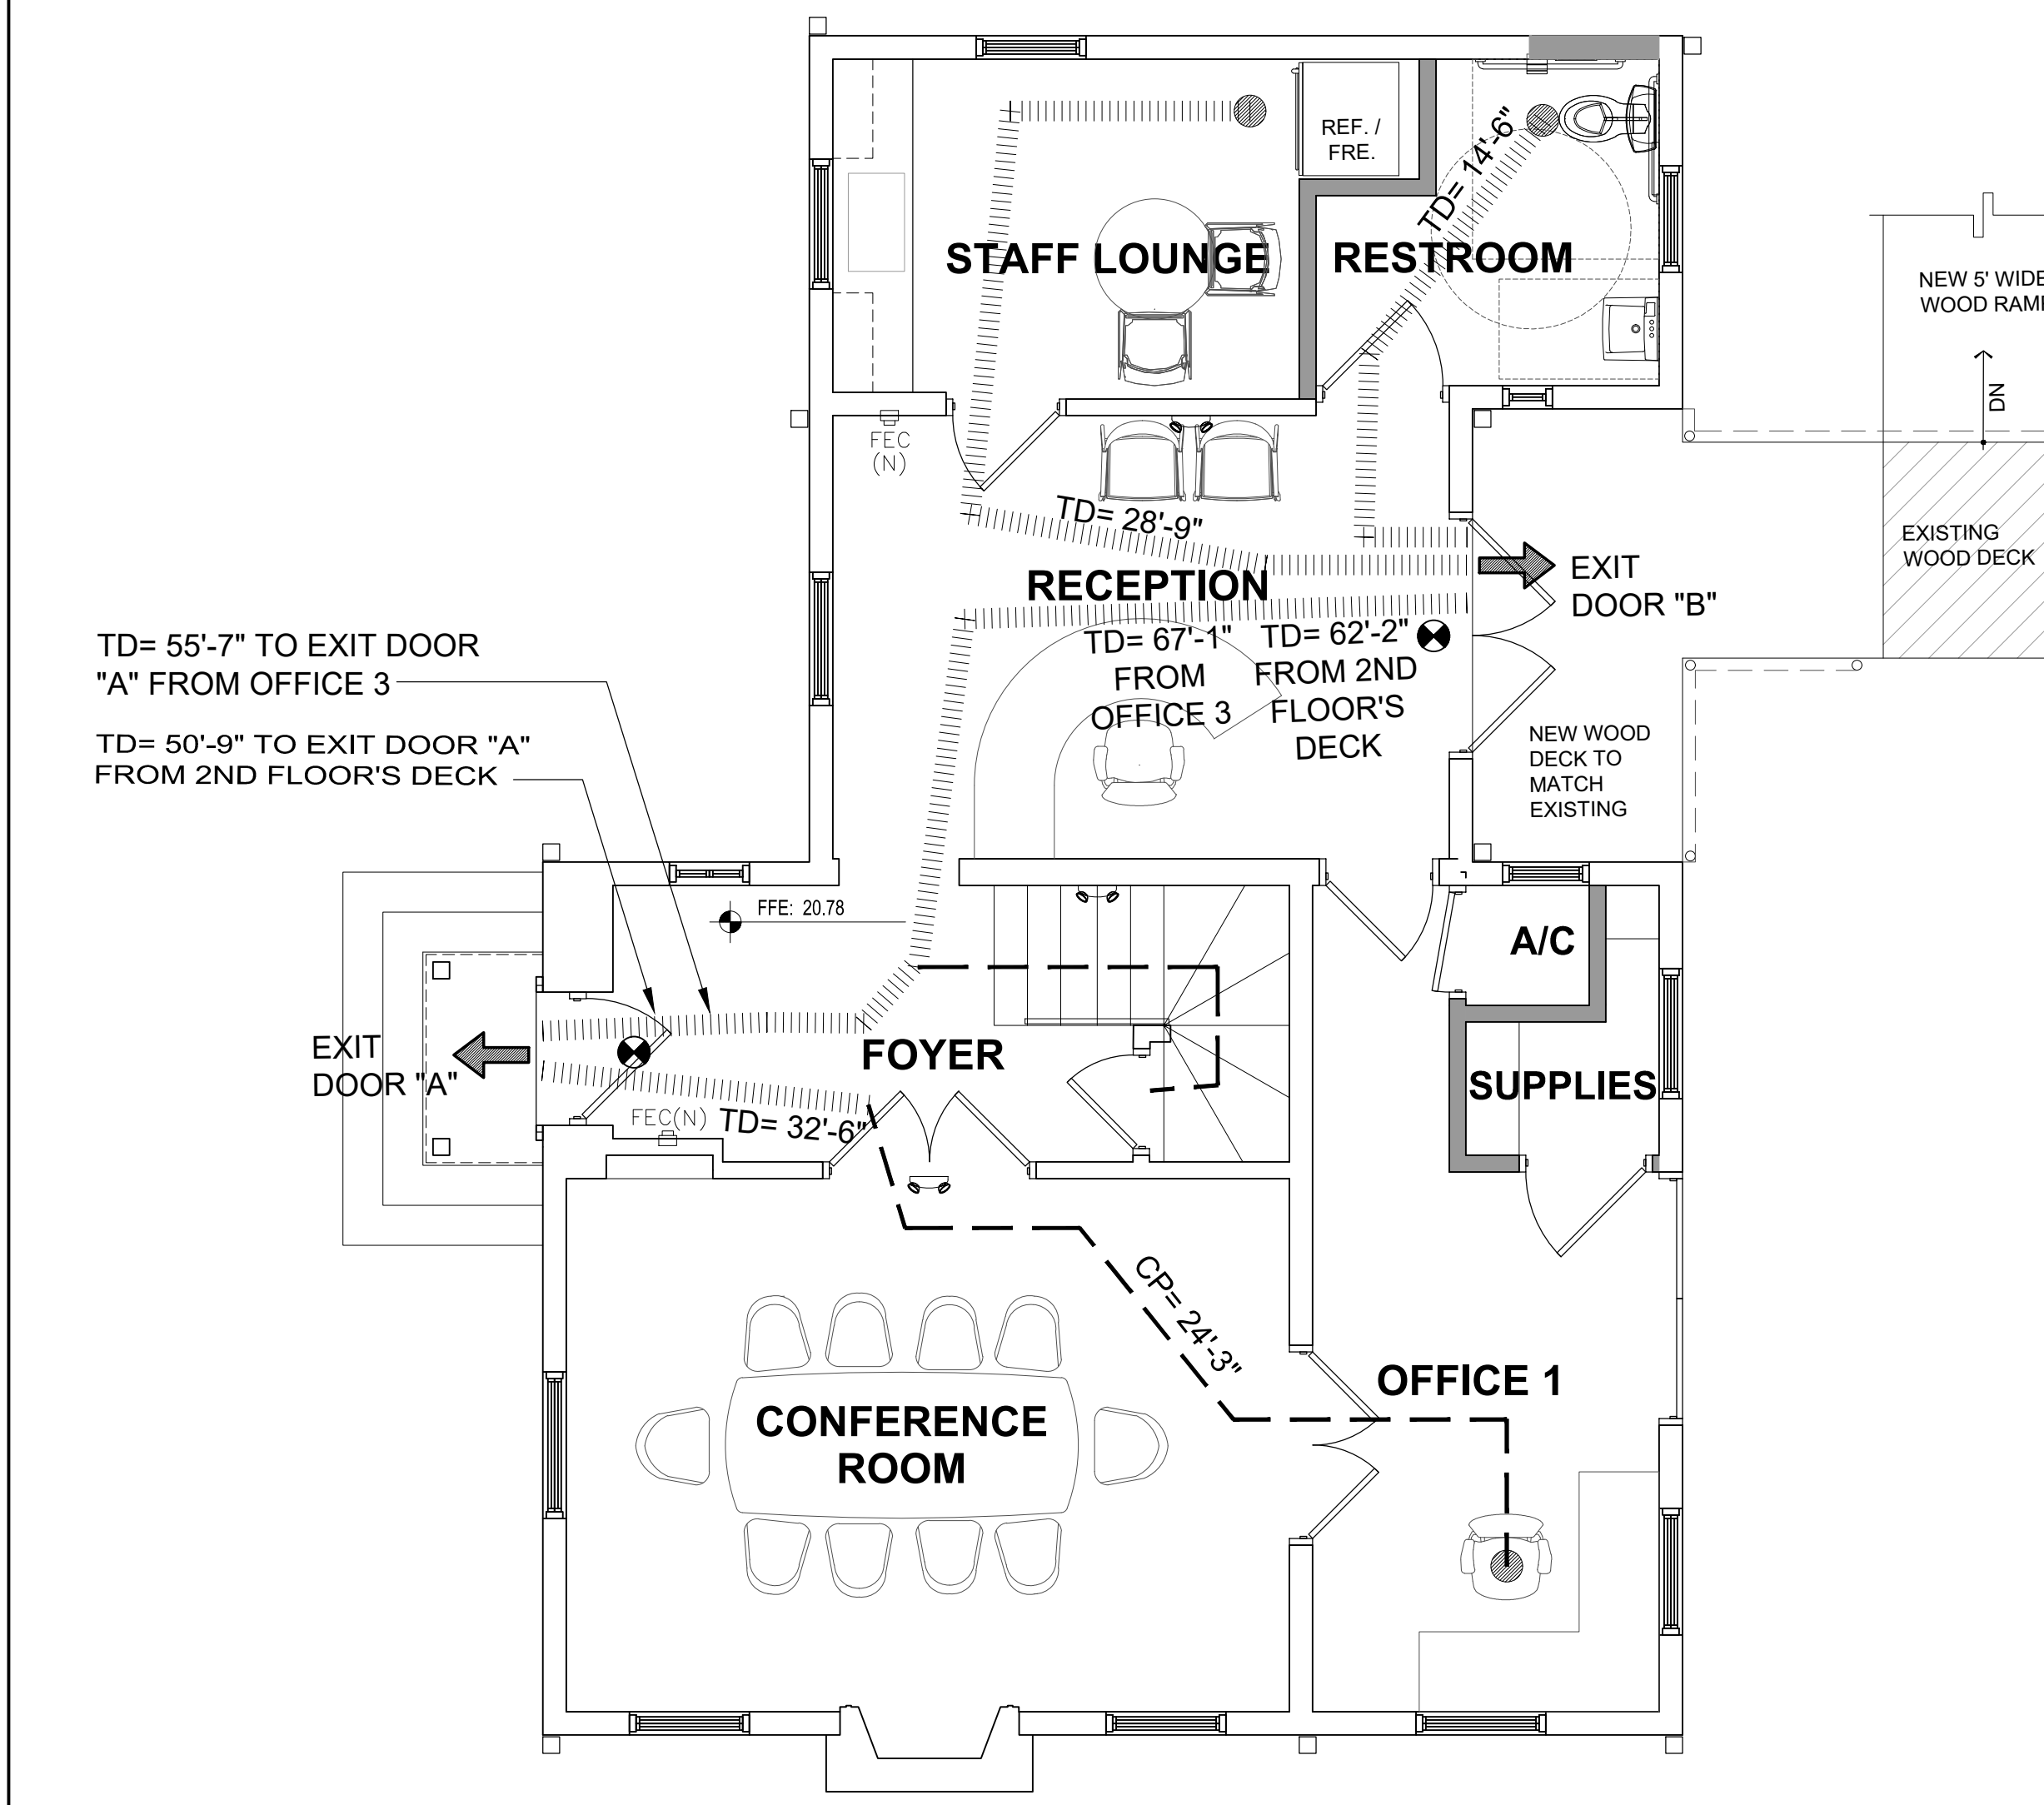 REF. /
FRE.
TD= 14'-6"
STAFF LOUNGE
RESTROOM
NEW 5' WIDE
DN
FEC
(N)
TD= 28'-9"
EXISTING
WOOD DECK
RECEPTION
EXIT
DOOR "B"
TD= 55'-7" TO EXIT DOOR
"A" FROM OFFICE 3
TD= 67'-1"
FROM
OFFICE 3
TD= 62'-2"
FROM 2ND
FLOOR'S
DECK
TD= 50'-9" TO EXIT DOOR "A"
FROM 2ND FLOOR'S DECK
NEW WOOD
DECK TO
MATCH
EXISTING
FFE: 20.78
A/C
EXIT
DOOR "A"
FOYER
SUPPLIES
FEC(N)
TD= 32'-6"
CP= 24'-3"
OFFICE 1
CONFERENCE
ROOM
WOOD